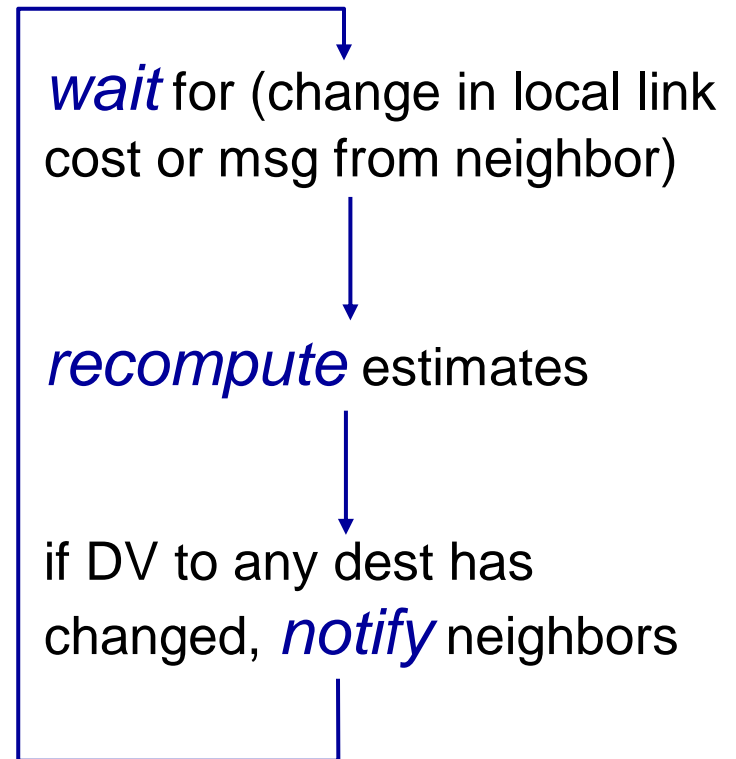 wait for (change in local link
cost or msg from neighbor)
recompute estimates
if DV to any dest has
changed, notify neighbors